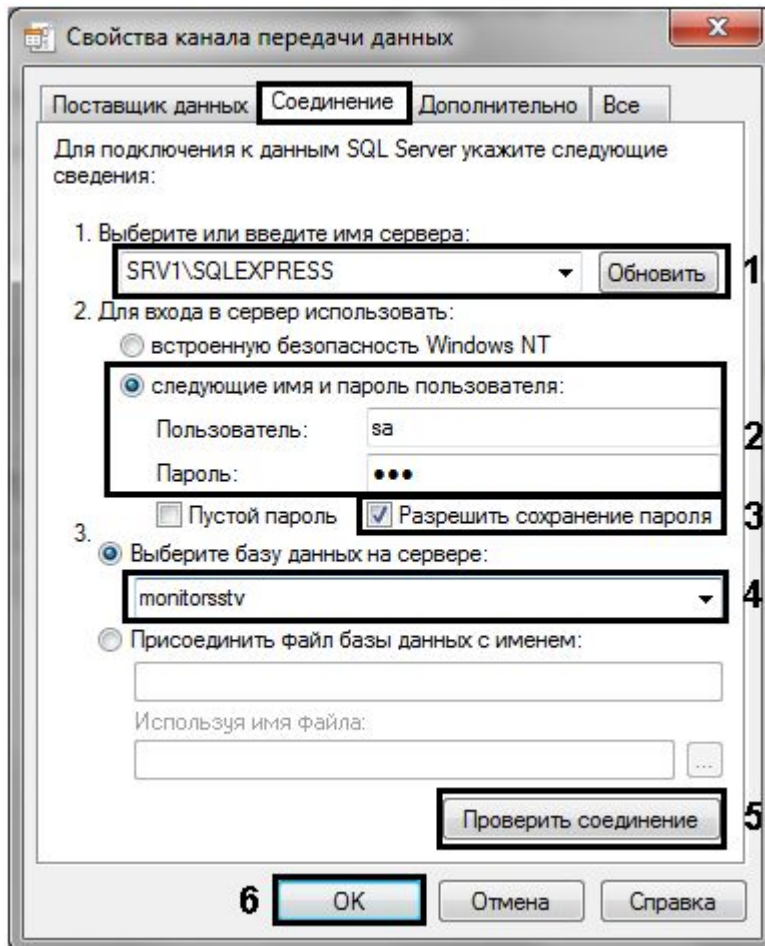 Свойства канала передачи данных
Поставщик данных Соединение Дополнительно Все
Для подключения к данным SQL Server укажите следующие
сведения:
1. Выберите или введите имя сервера:
SRV1\SQLEXPRESS Обновить 1
2. Для входа в сервер использовать:
встроенную безопасность Windows NT
следующие имя и пароль пользователя:
Пользователь: sa 2
Пароль: ●●●
Пустой пароль Разрешить сохранение пароля 3
3.
Выберите базу данных на сервере:
monitorsstv 4
Присоединить файл базы данных с именем:
Используя имя файла:
...
Проверить соединение 5
6 OK Отмена Справка